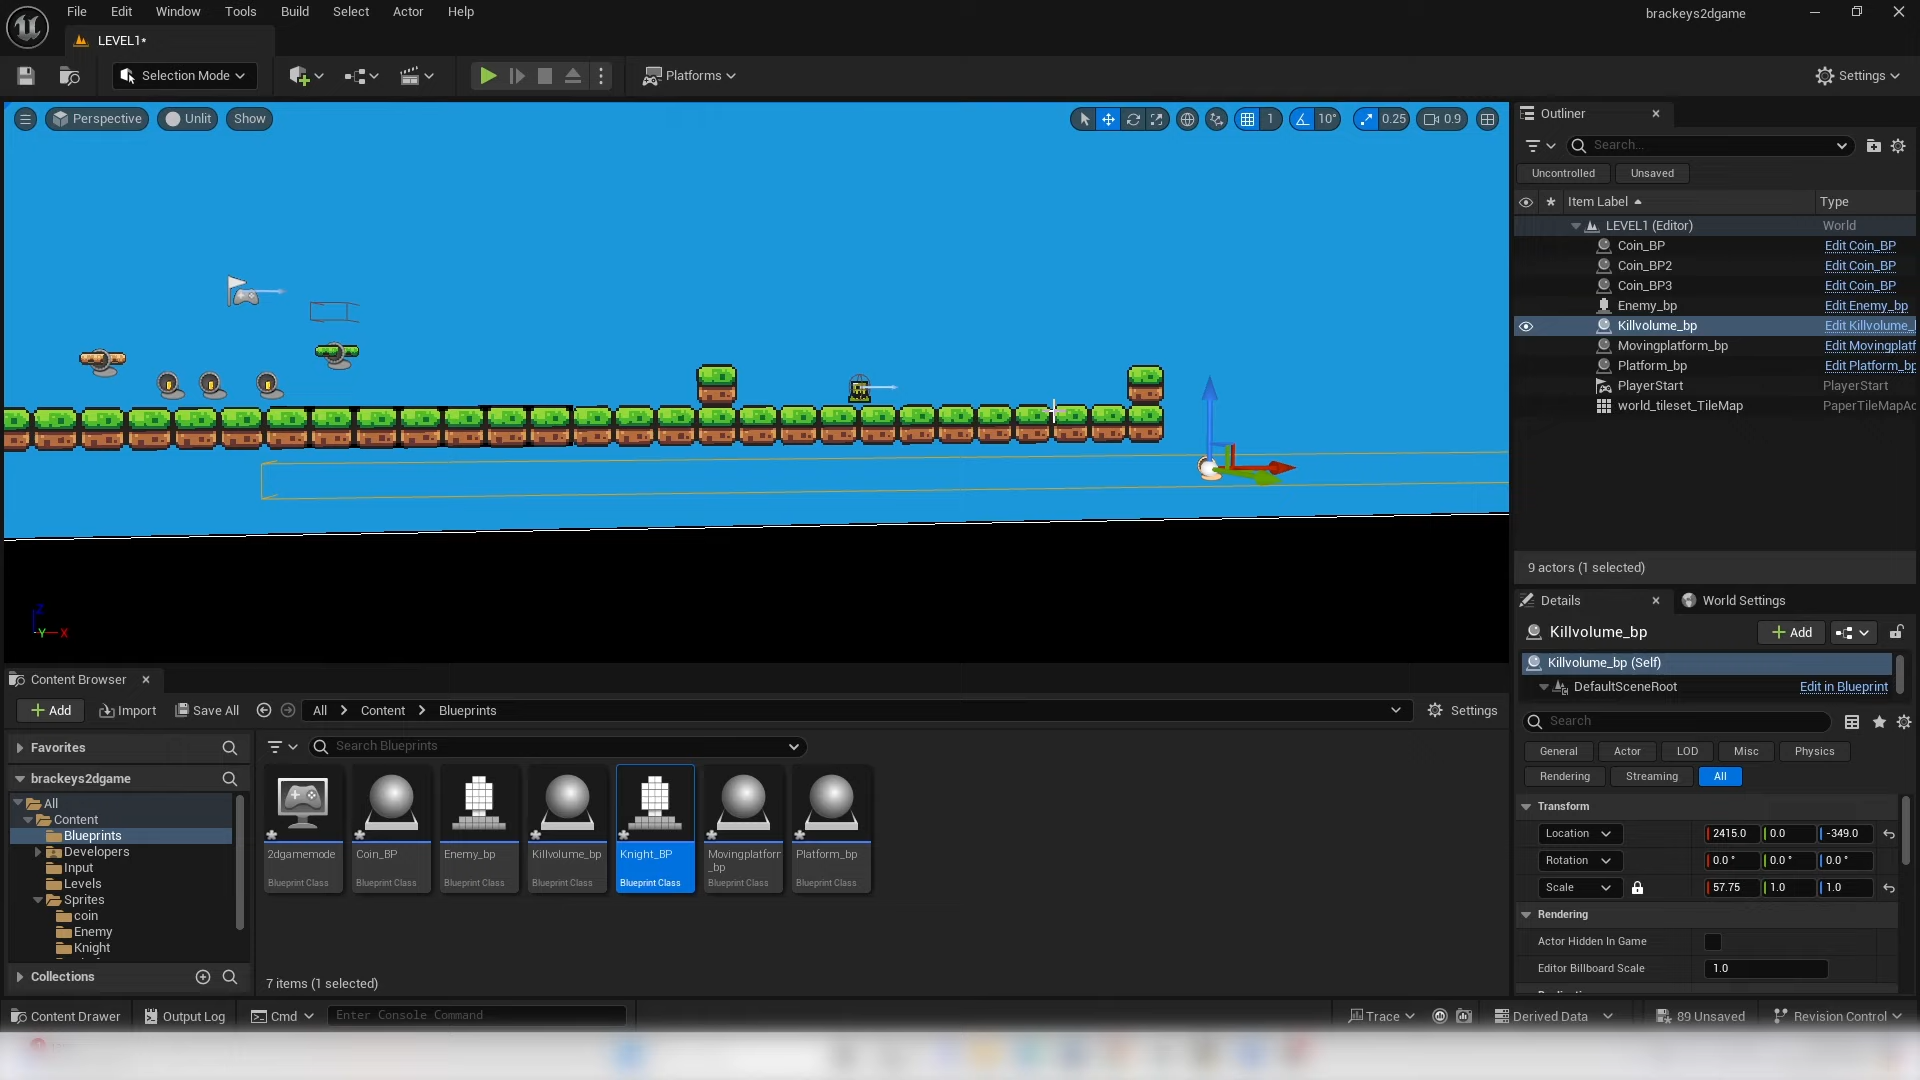 File Edit Window Tools Build Select Actor Help
brackeys2dgame
LEVEL1*
Selection Mode
Platforms
Settings
Perspective
Unlit
Show
1
10°
0.25
0.9
Outliner
Search...
Uncontrolled
Unsaved
Item Label
Type
LEVEL1 (Editor) World
Coin_BP Edit Coin_BP
Coin_BP2 Edit Coin_BP
Coin_BP3 Edit Coin_BP
Enemy_bp Edit Enemy_bp
Killvolume_bp Edit Killvolume_
Movingplatform_bp Edit Movingplatf
Platform_bp Edit Platform_bp
PlayerStart PlayerStart
world_tileset_TileMap PaperTileMapAc
9 actors (1 selected)
Details
World Settings
Killvolume_bp
Add
Killvolume_bp (Self)
DefaultSceneRoot Edit in Blueprint
Search
General Actor LOD Misc Physics
Rendering Streaming All
Transform
Location 2415.0 0.0 -349.0
Rotation 0.0° 0.0° 0.0°
Scale 57.75 1.0 1.0
Rendering
Actor Hidden In Game
Editor Billboard Scale 1.0
Z
Y X
Content Browser
Add Import Save All All Content Blueprints Settings
Favorites
brackeys2dgame
All
Content
Blueprints
Developers
Input
Levels
Sprites
coin
Enemy
Knight
Collections
Search Blueprints
2dgamemode
Blueprint Class
Coin_BP
Blueprint Class
Enemy_bp
Blueprint Class
Killvolume_bp
Blueprint Class
Knight_BP
Blueprint Class
Movingplatform
_bp
Blueprint Class
Platform_bp
Blueprint Class
7 items (1 selected)
Content Drawer Output Log Cmd Enter Console Command Trace Derived Data 89 Unsaved Revision Control